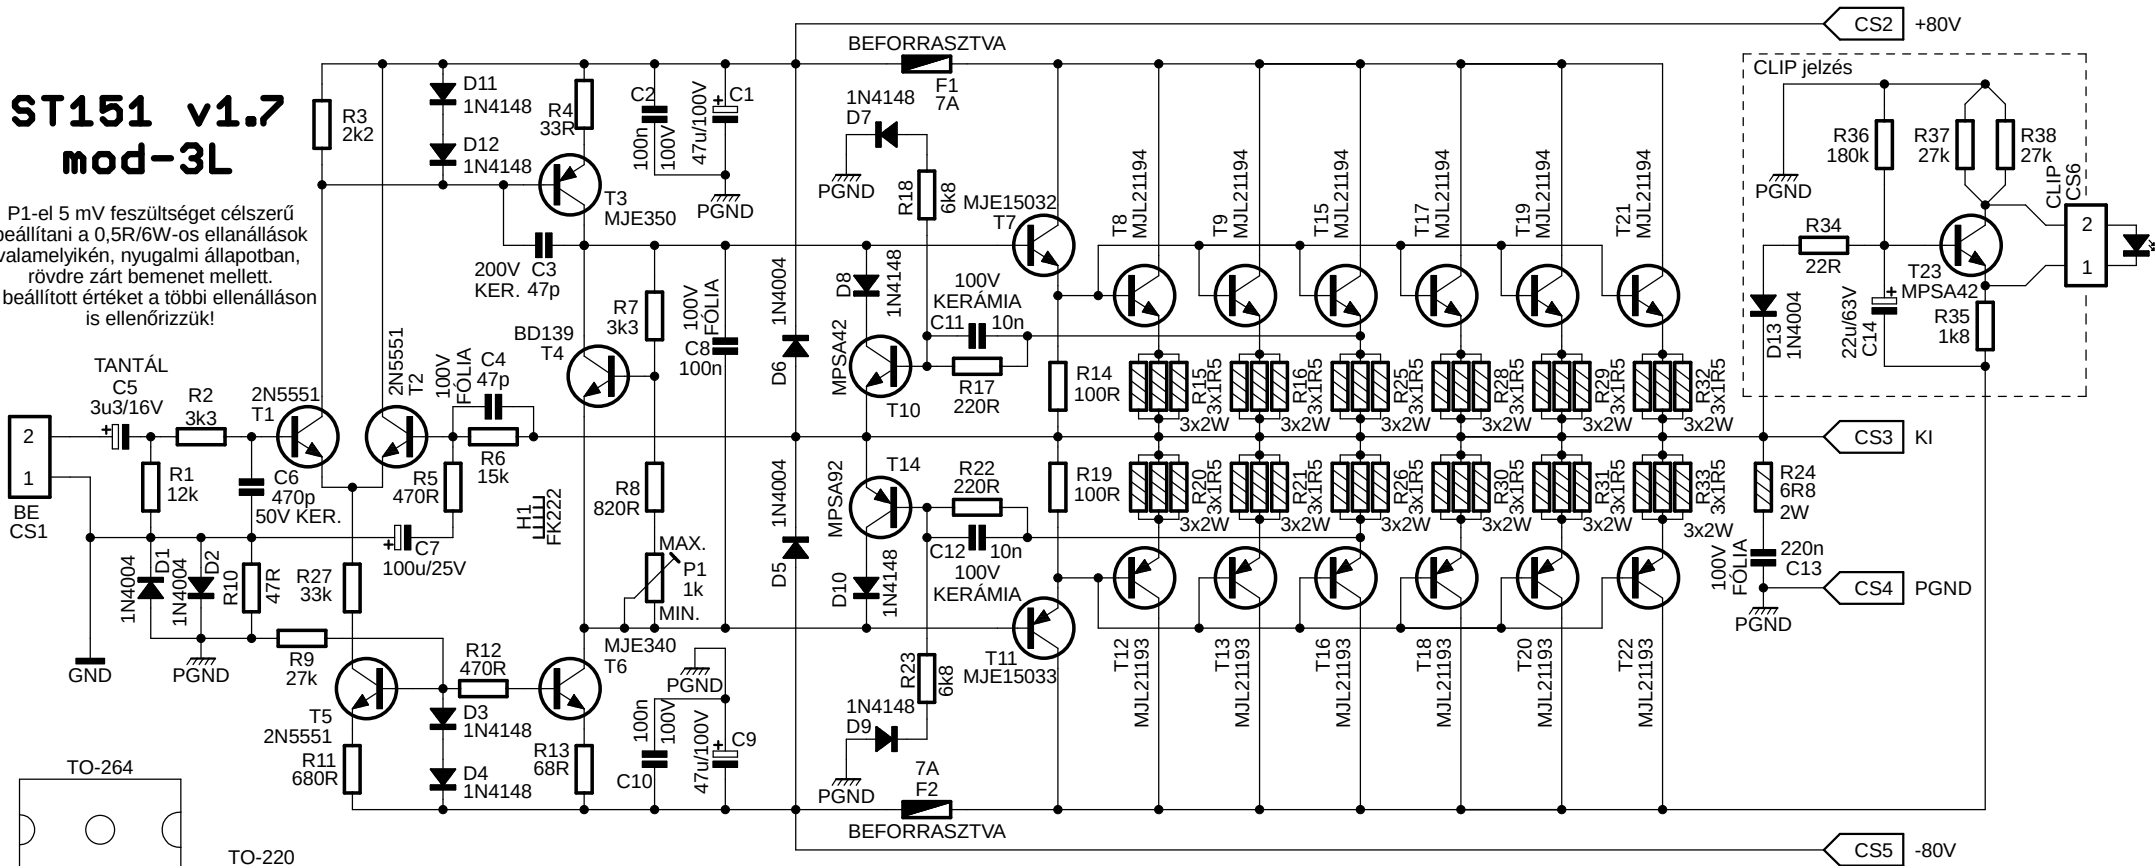 ST151 v1.7
mod-3L
P1-el 5 mV feszültséget célszerű
beállítani a 0,5R/6W-os ellanállások
valamelyikén, nyugalmi állapotban,
rövdre zárt bemenet mellett.
beállított értéket a többi ellenálláson
is ellenőrizzük!
TANTÁL
C5
3u3/16V
R2
3k3
2N5551
T1
2
1
BE
CS1
R1
12k
C6
470p
50V KER.
R3
2k2
D11
1N4148
D12
1N4148
R4
33R
T3
MJE350
C2
100n
100V
C1
47u/100V
PGND
200V
KER.
C3
47p
R7
3k3
BD139
T4
100V
FÓLIA
C8
100n
2N5551
T2
100V
FÓLIA
C4
47p
R6
15k
R5
470R
C7
100u/25V
H1
FK222
R8
820R
MAX.
P1
1k
MIN.
D1
1N4004
D2
1N4004
R10
47R
R27
33k
GND
PGND
R9
27k
T5
2N5551
R11
680R
R12
470R
D3
1N4148
D4
1N4148
MJE340
T6
R13
68R
PGND
100n
100V
C10
47u/100V
C9
BEFORRASZTVA
F1
7A
1N4148
D7
PGND
R18
6k8
MJE15032
T7
1N4004
D6
D8
1N4148
MPSA42
T10
100V
KERÁMIA
C11
10n
R17
220R
R14
100R
1N4004
D5
MPSA92
T14
R22
220R
C12
10n
100V
KERÁMIA
D10
1N4148
R19
100R
R23
6k8
T11
MJE15033
1N4148
D9
PGND
7A
F2
BEFORRASZTVA
T8
MJL21194
T9
MJL21194
T15
MJL21194
T17
MJL21194
T19
MJL21194
T21
MJL21194
R15
3x1R5
3x2W
R16
3x1R5
3x2W
R25
3x1R5
3x2W
R28
3x1R5
3x2W
R29
3x1R5
3x2W
R32
3x1R5
3x2W
R20
3x1R5
3x2W
R21
3x1R5
3x2W
R26
3x1R5
3x2W
R30
3x1R5
3x2W
R31
3x1R5
3x2W
R33
3x1R5
3x2W
T12
MJL21193
T13
MJL21193
T16
MJL21193
T18
MJL21193
T20
MJL21193
T22
MJL21193
CS2
+80V
CLIP jelzés
PGND
R36
180k
R37
27k
R38
27k
CLIP
CS6
2
1
R34
22R
T23
MPSA42
D13
1N4004
22u/63V
C14
R35
1k8
CS3
KI
R24
6R8
2W
100V
FÓLIA
220n
C13
CS4
PGND
PGND
CS5
-80V
TO-264
TO-220